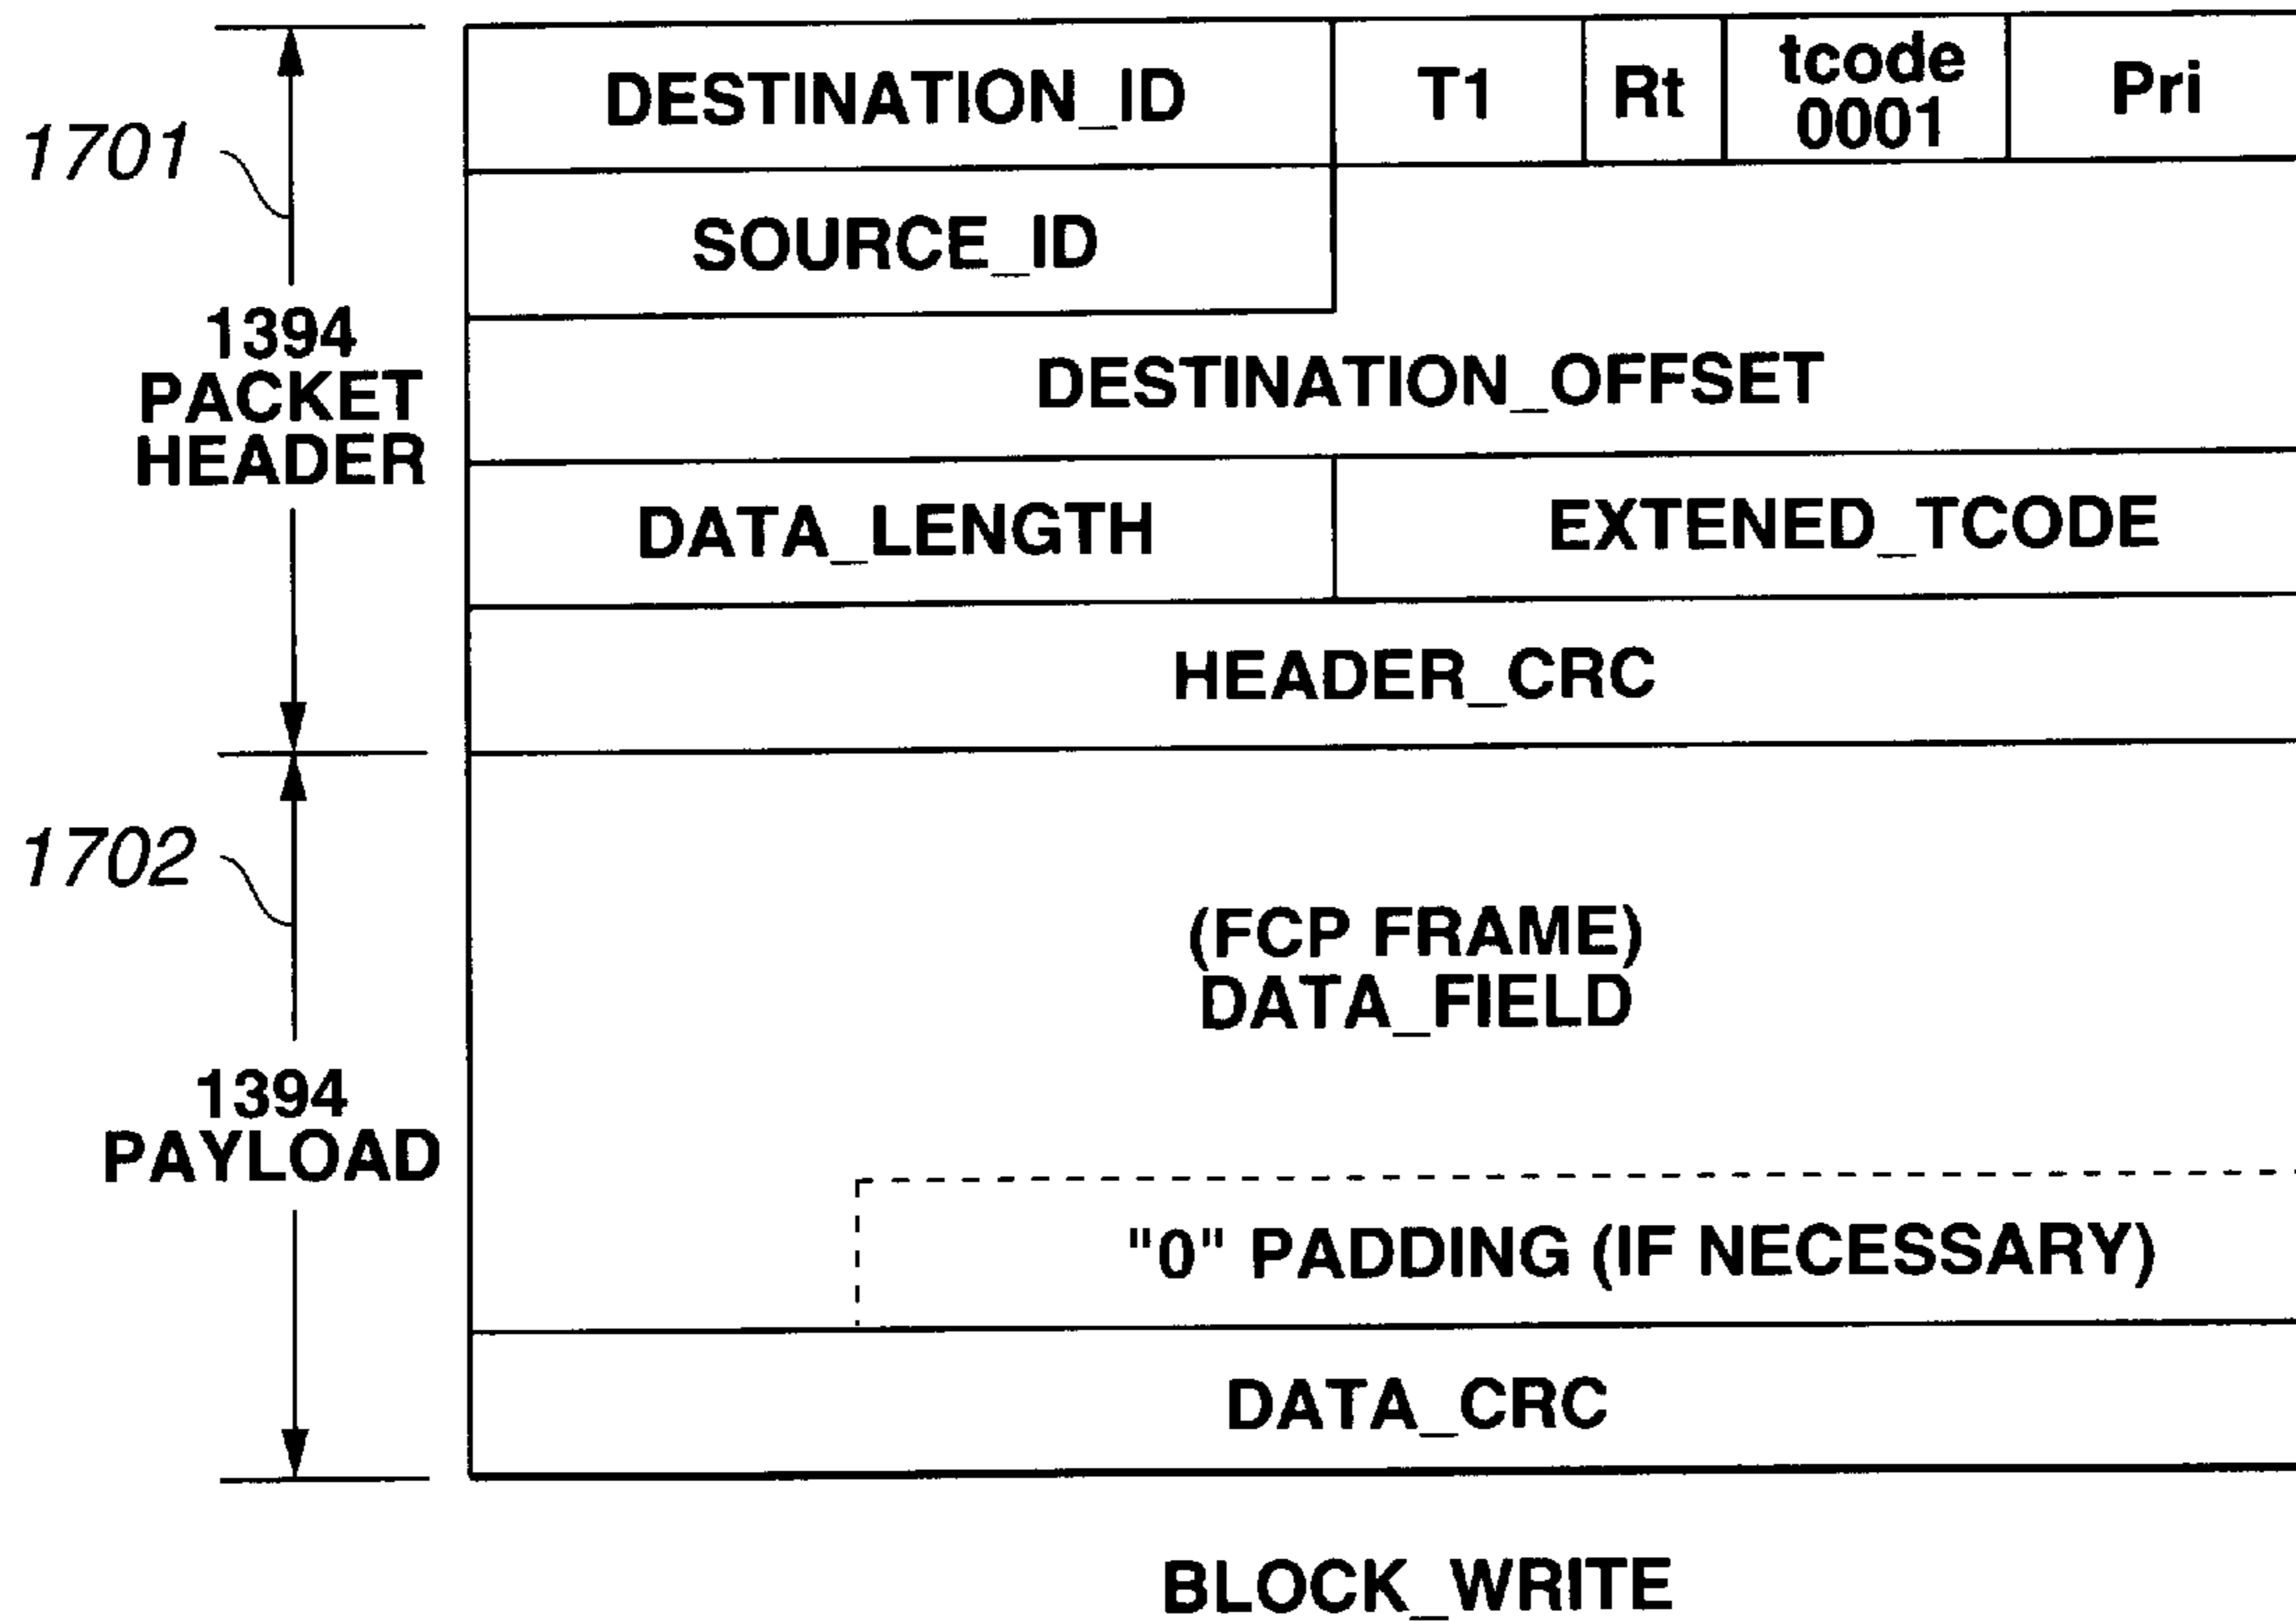 DESTINATION_ID T1 Rt tcode 0001 Pri
1701
SOURCE_ID
1394
PACKET
HEADER
DESTINATION_OFFSET
DATA_LENGTH EXTENED_TCODE
HEADER_CRC
1702
(FCP FRAME)
DATA_FIELD
1394
PAYLOAD
"0" PADDING (IF NECESSARY)
DATA_CRC
BLOCK_WRITE